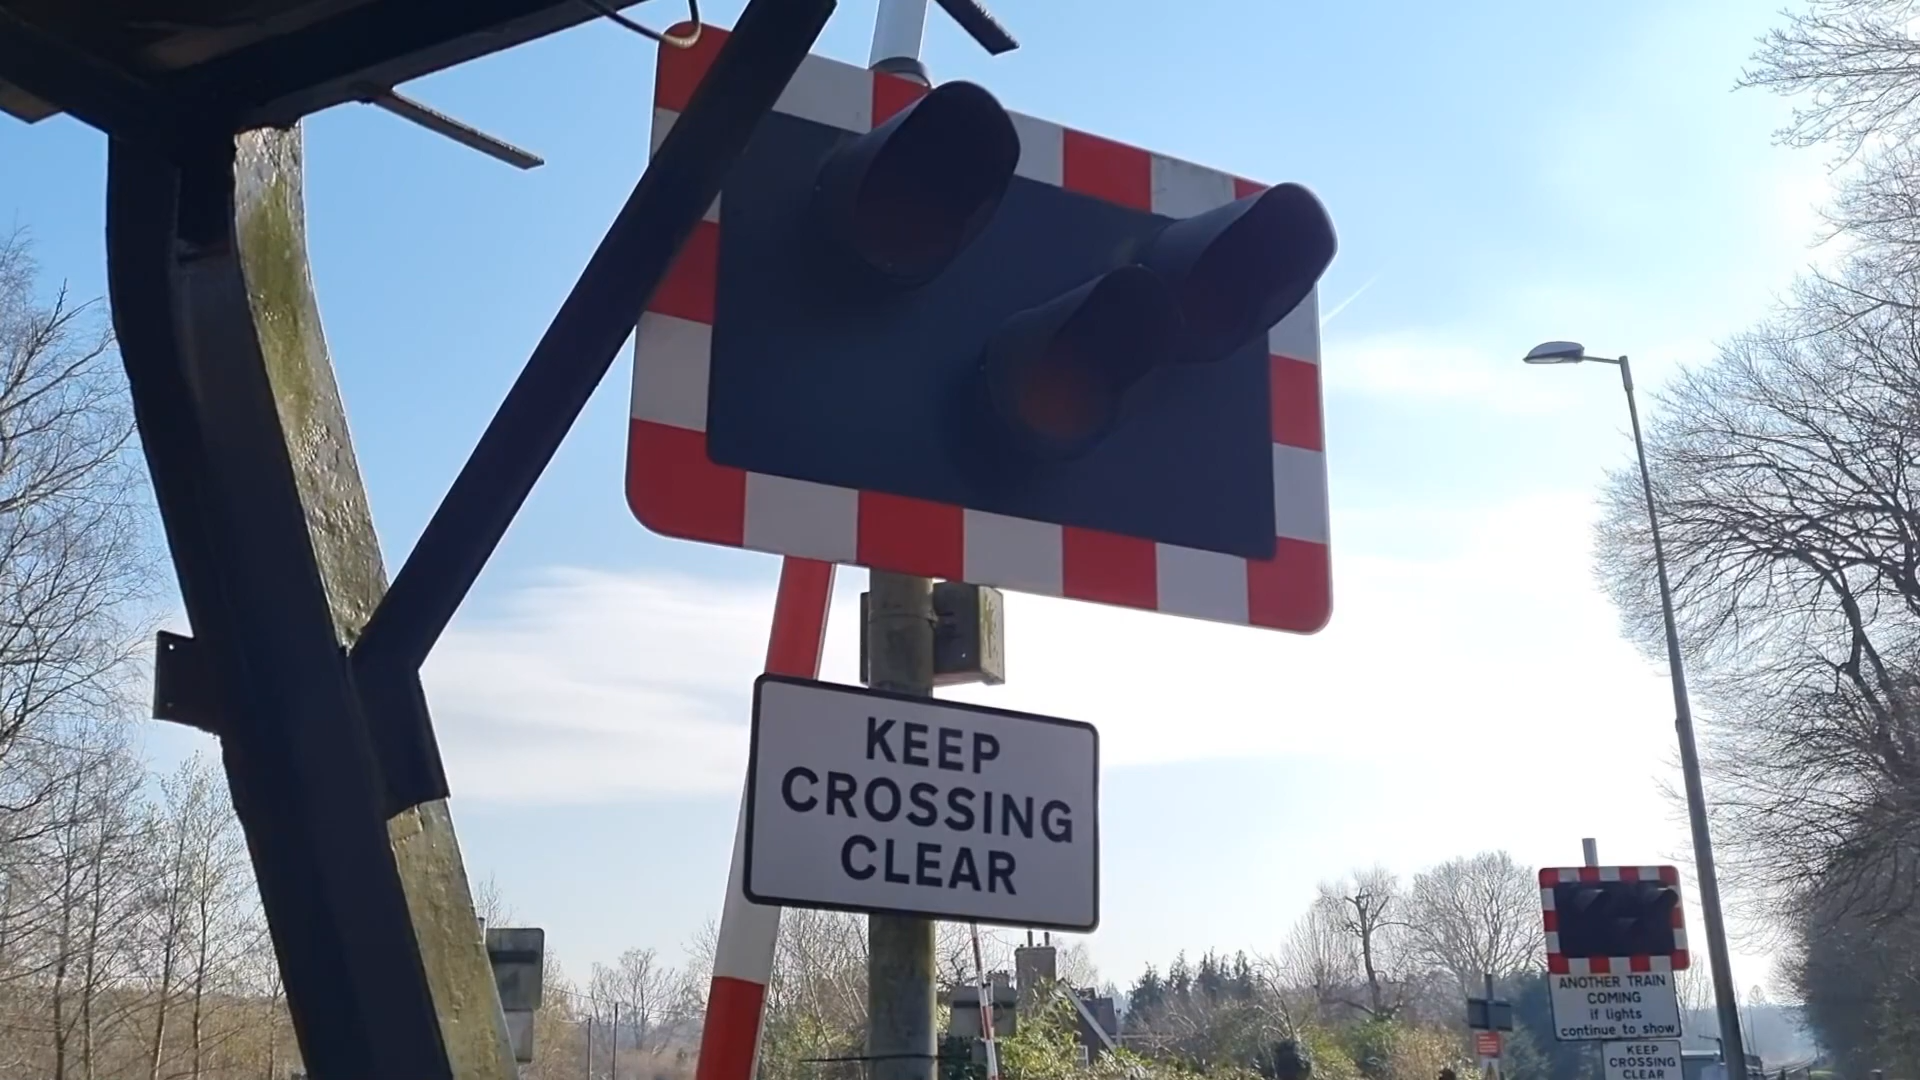 KEEP
CROSSING
CLEAR
ANOTHER TRAIN
COMING
if lights
continue to show
KEEP
CROSSING
CLEAR